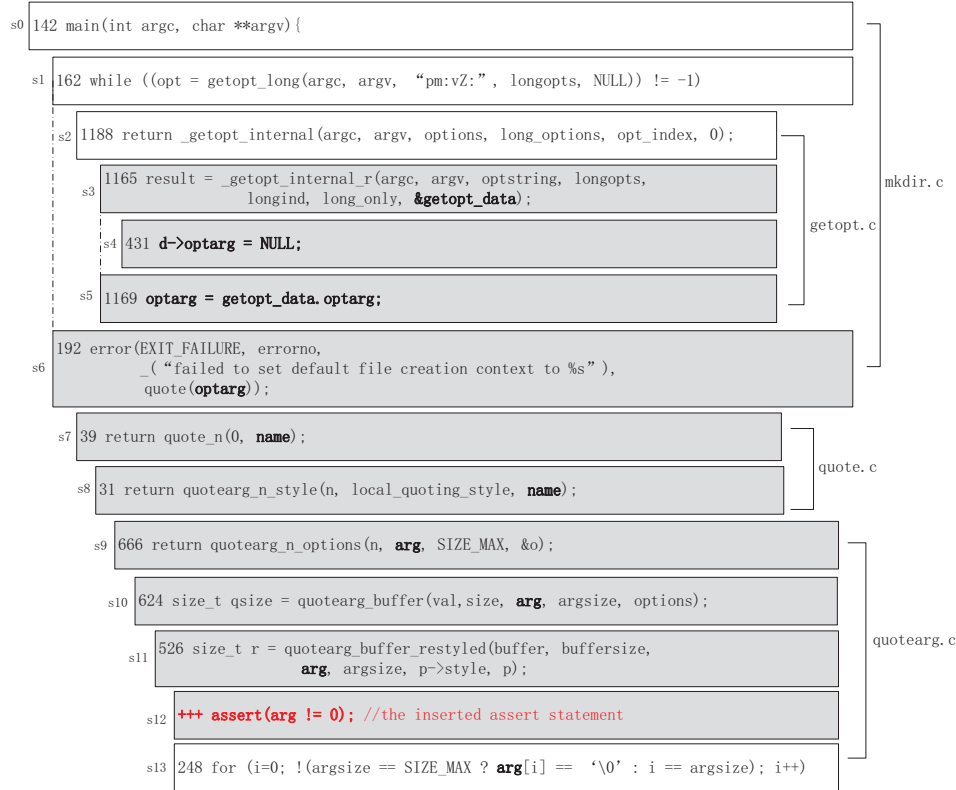 s0 142 main(int argc, char **argv){
s1 162 while ((opt = getopt_long(argc, argv, “pm:vZ:”, longopts, NULL)) != -1)
s2 1188 return _getopt_internal(argc, argv, options, long_options, opt_index, 0);
s3 1165 result = _getopt_internal_r(argc, argv, optstring, longopts,
longind, long_only, &getopt_data);
mkdir.c
getopt.c
s4 431 d->optarg = NULL;
s5 1169 optarg = getopt_data.optarg;
s6 192 error(EXIT_FAILURE, errorno,
_(“failed to set default file creation context to %s”),
quote(optarg));
s7 39 return quote_n(0, name);
quote.c
s8 31 return quotearg_n_style(n, local_quoting_style, name);
s9 666 return quotearg_n_options(n, arg, SIZE_MAX, &o);
s10 624 size_t qsize = quotearg_buffer(val,size, arg, argsize, options);
quotearg.c
s11 526 size_t r = quotearg_buffer_restyled(buffer, buffersize,
arg, argsize, p->style, p);
s12 +++ assert(arg != 0); //the inserted assert statement
s13 248 for (i=0; !(argsize == SIZE_MAX ? arg[i] == ‘\0’ : i == argsize); i++)